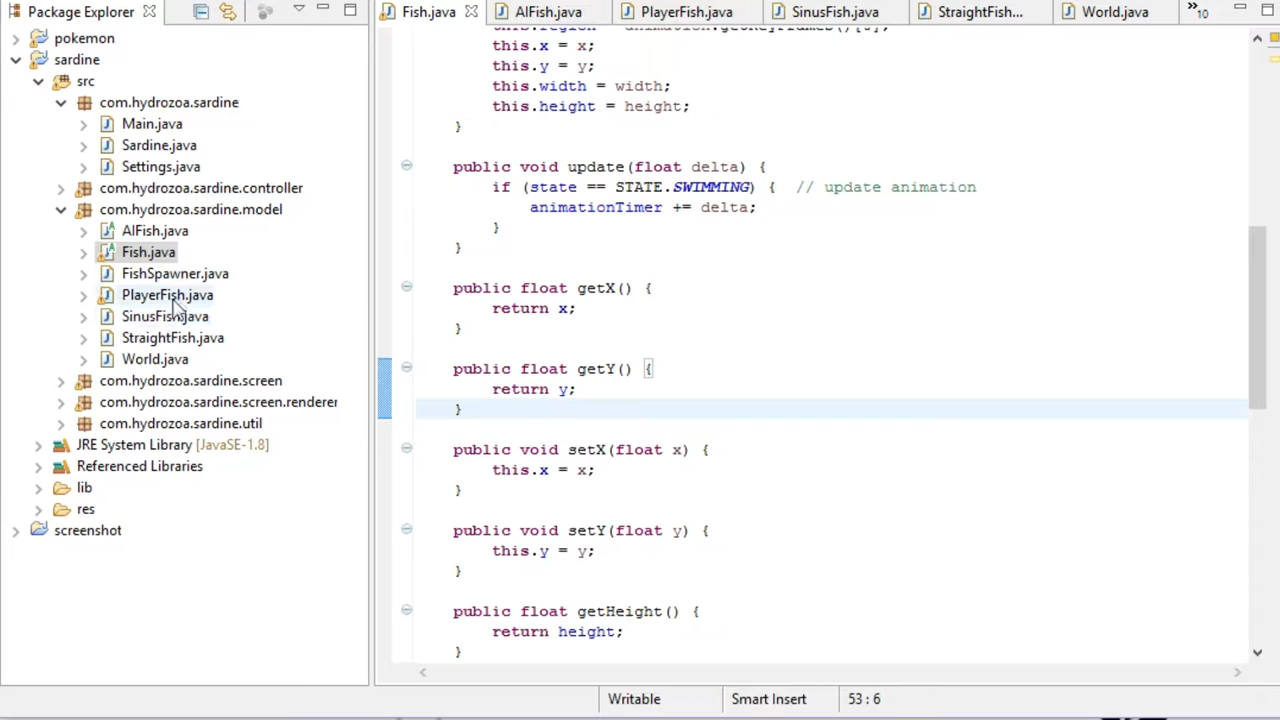 Package Explorer
pokemon
sardine
src
com.hydrozoa.sardine
Main.java
Sardine.java
Settings.java
com.hydrozoa.sardine.controller
com.hydrozoa.sardine.model
AIFish.java
Fish.java
FishSpawner.java
PlayerFish.java
SinusFish.java
StraightFish.java
World.java
com.hydrozoa.sardine.screen
com.hydrozoa.sardine.screen.renderer
com.hydrozoa.sardine.util
JRE System Library [JavaSE-1.8]
Referenced Libraries
lib
res
screenshot
Fish.java AIFish.java PlayerFish.java SinusFish.java StraightFish... World.java »10
this.x = x;
this.y = y;
this.width = width;
this.height = height;
}
public void update(float delta) {
if (state == STATE.SWIMMING) { // update animation
animationTimer += delta;
}
}
public float getX() {
return x;
}
public float getY() {
return y;
}
public void setX(float x) {
this.x = x;
}
public void setY(float y) {
this.y = y;
}
public float getHeight() {
return height;
}
Writable Smart Insert 53 : 6